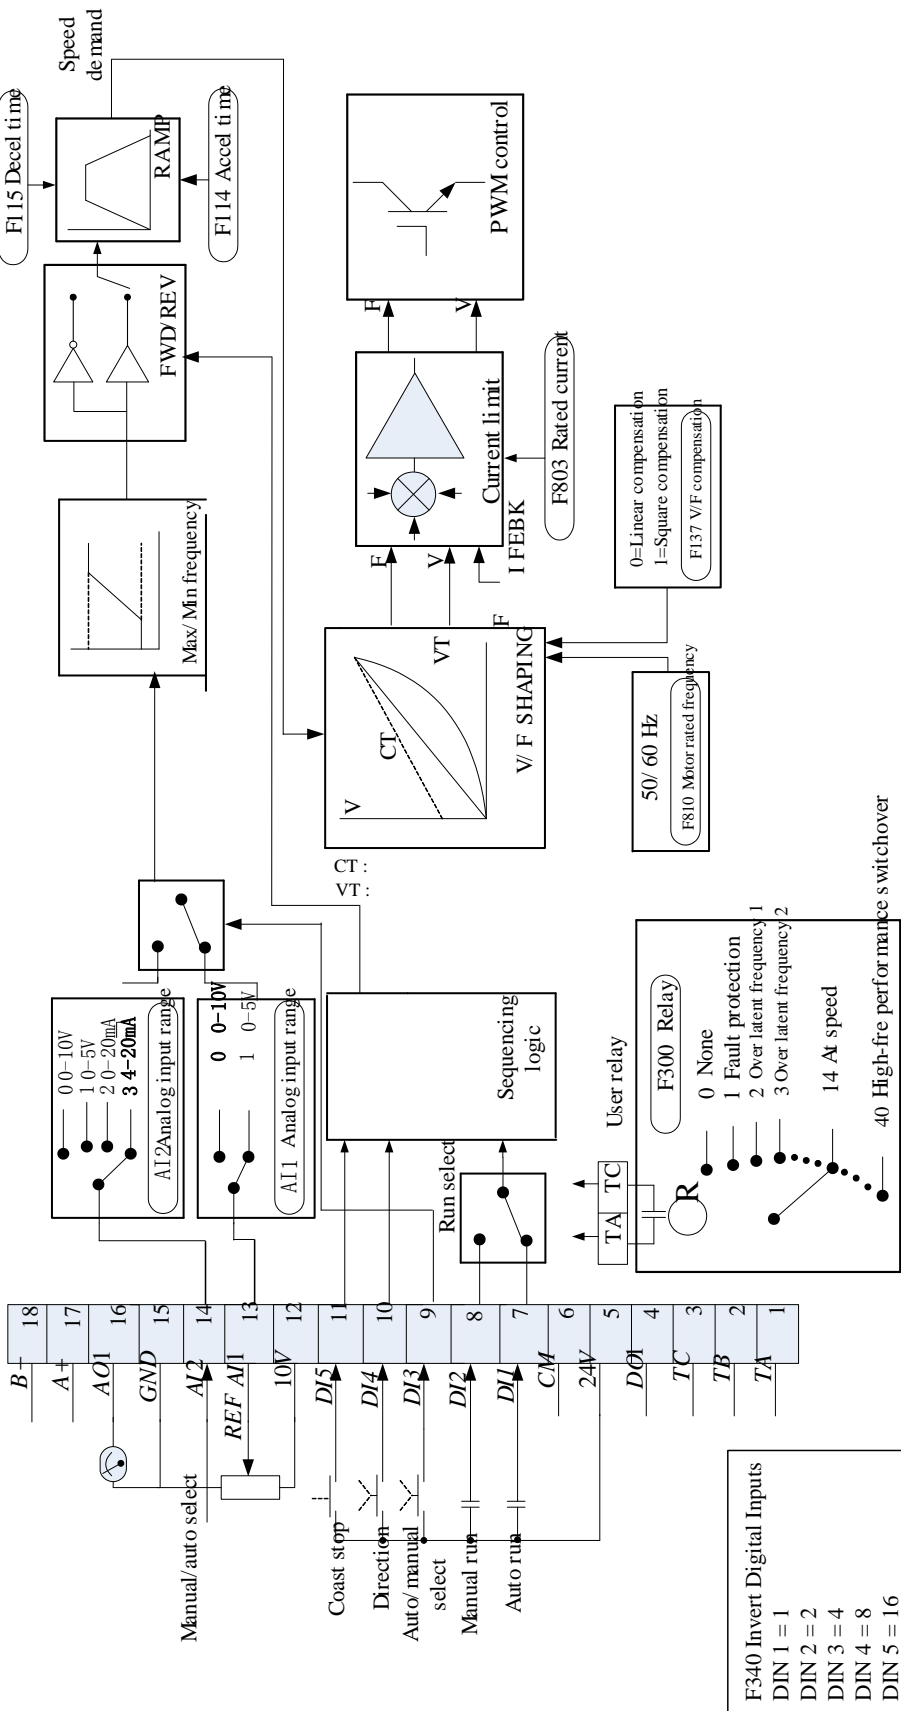 F340 Invert Digital Inputs
DIN 1 = 1
DIN 2 = 2
DIN 3 = 4
DIN 4 = 8
DIN 5 = 16
Manual/auto select
Coast stop
Direction
Auto/manual
select
Manual run
Auto run
B-
A+
AO1
GND
AI2
REF AI1
10V
DI5
DI4
DI3
DI2
DI1
CM
24V
DO1
TC
TB
TA
18
17
16
15
14
13
12
11
10
9
8
7
6
5
4
3
2
1
0 0-10V
1 0-5V
2 0-20mA
3 4-20mA
AI2Analog input range
0 0-10V
1 0-5V
AI1 Analog input range
Run select
Sequencing
logic
User relay
TA
TC
R
F300 Relay
0 None
1 Fault protection
2 Over latent frequency 1
3 Over latent frequency 2
14 At speed
40 High-fre performance switchover
CT :
VT :
Max/Min frequency
V
CT
VT
F
V/F SHAPING
50/60 Hz
F810 Motor rated frequency
0=Linear compensation
1=Square compensation
F137 V/F compensation
F
V
I FEBK
Current limit
F803 Rated current
FWD/REV
F
V
PWM control
F115 Decel time
RAMP
F114 Accel time
Speed
demand